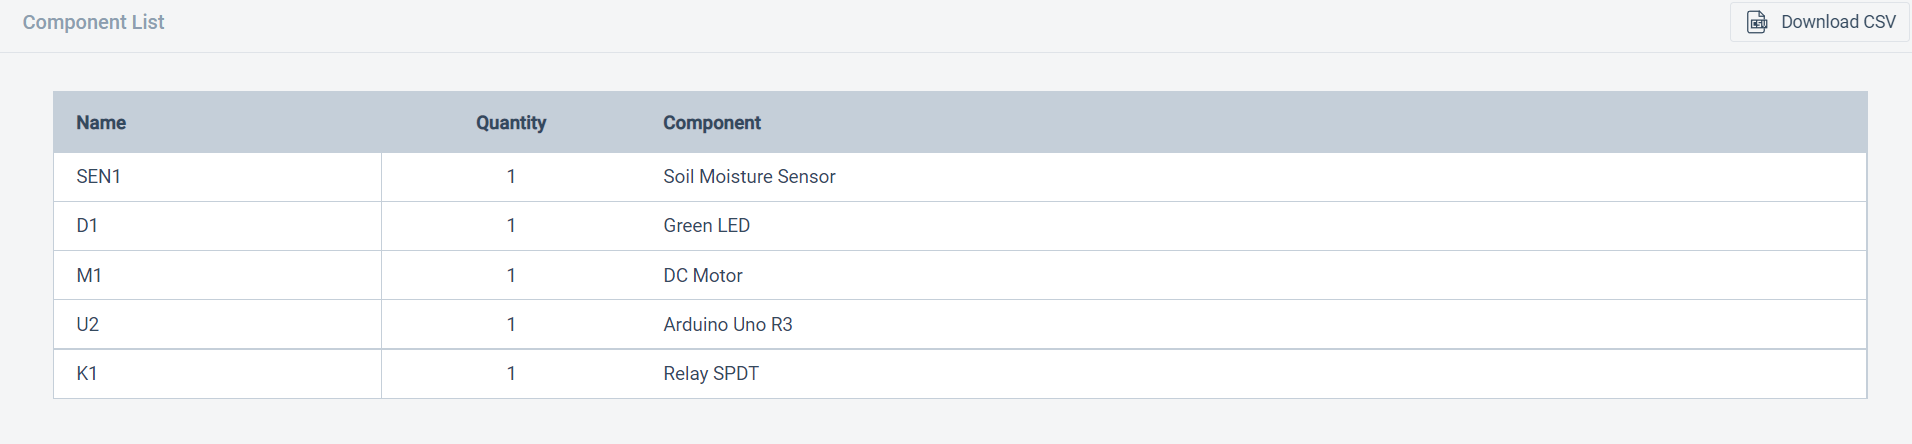 Component List
Download CSV
Name Quantity Component
SEN1 1 Soil Moisture Sensor
D1 1 Green LED
M1 1 DC Motor
U2 1 Arduino Uno R3
K1 1 Relay SPDT